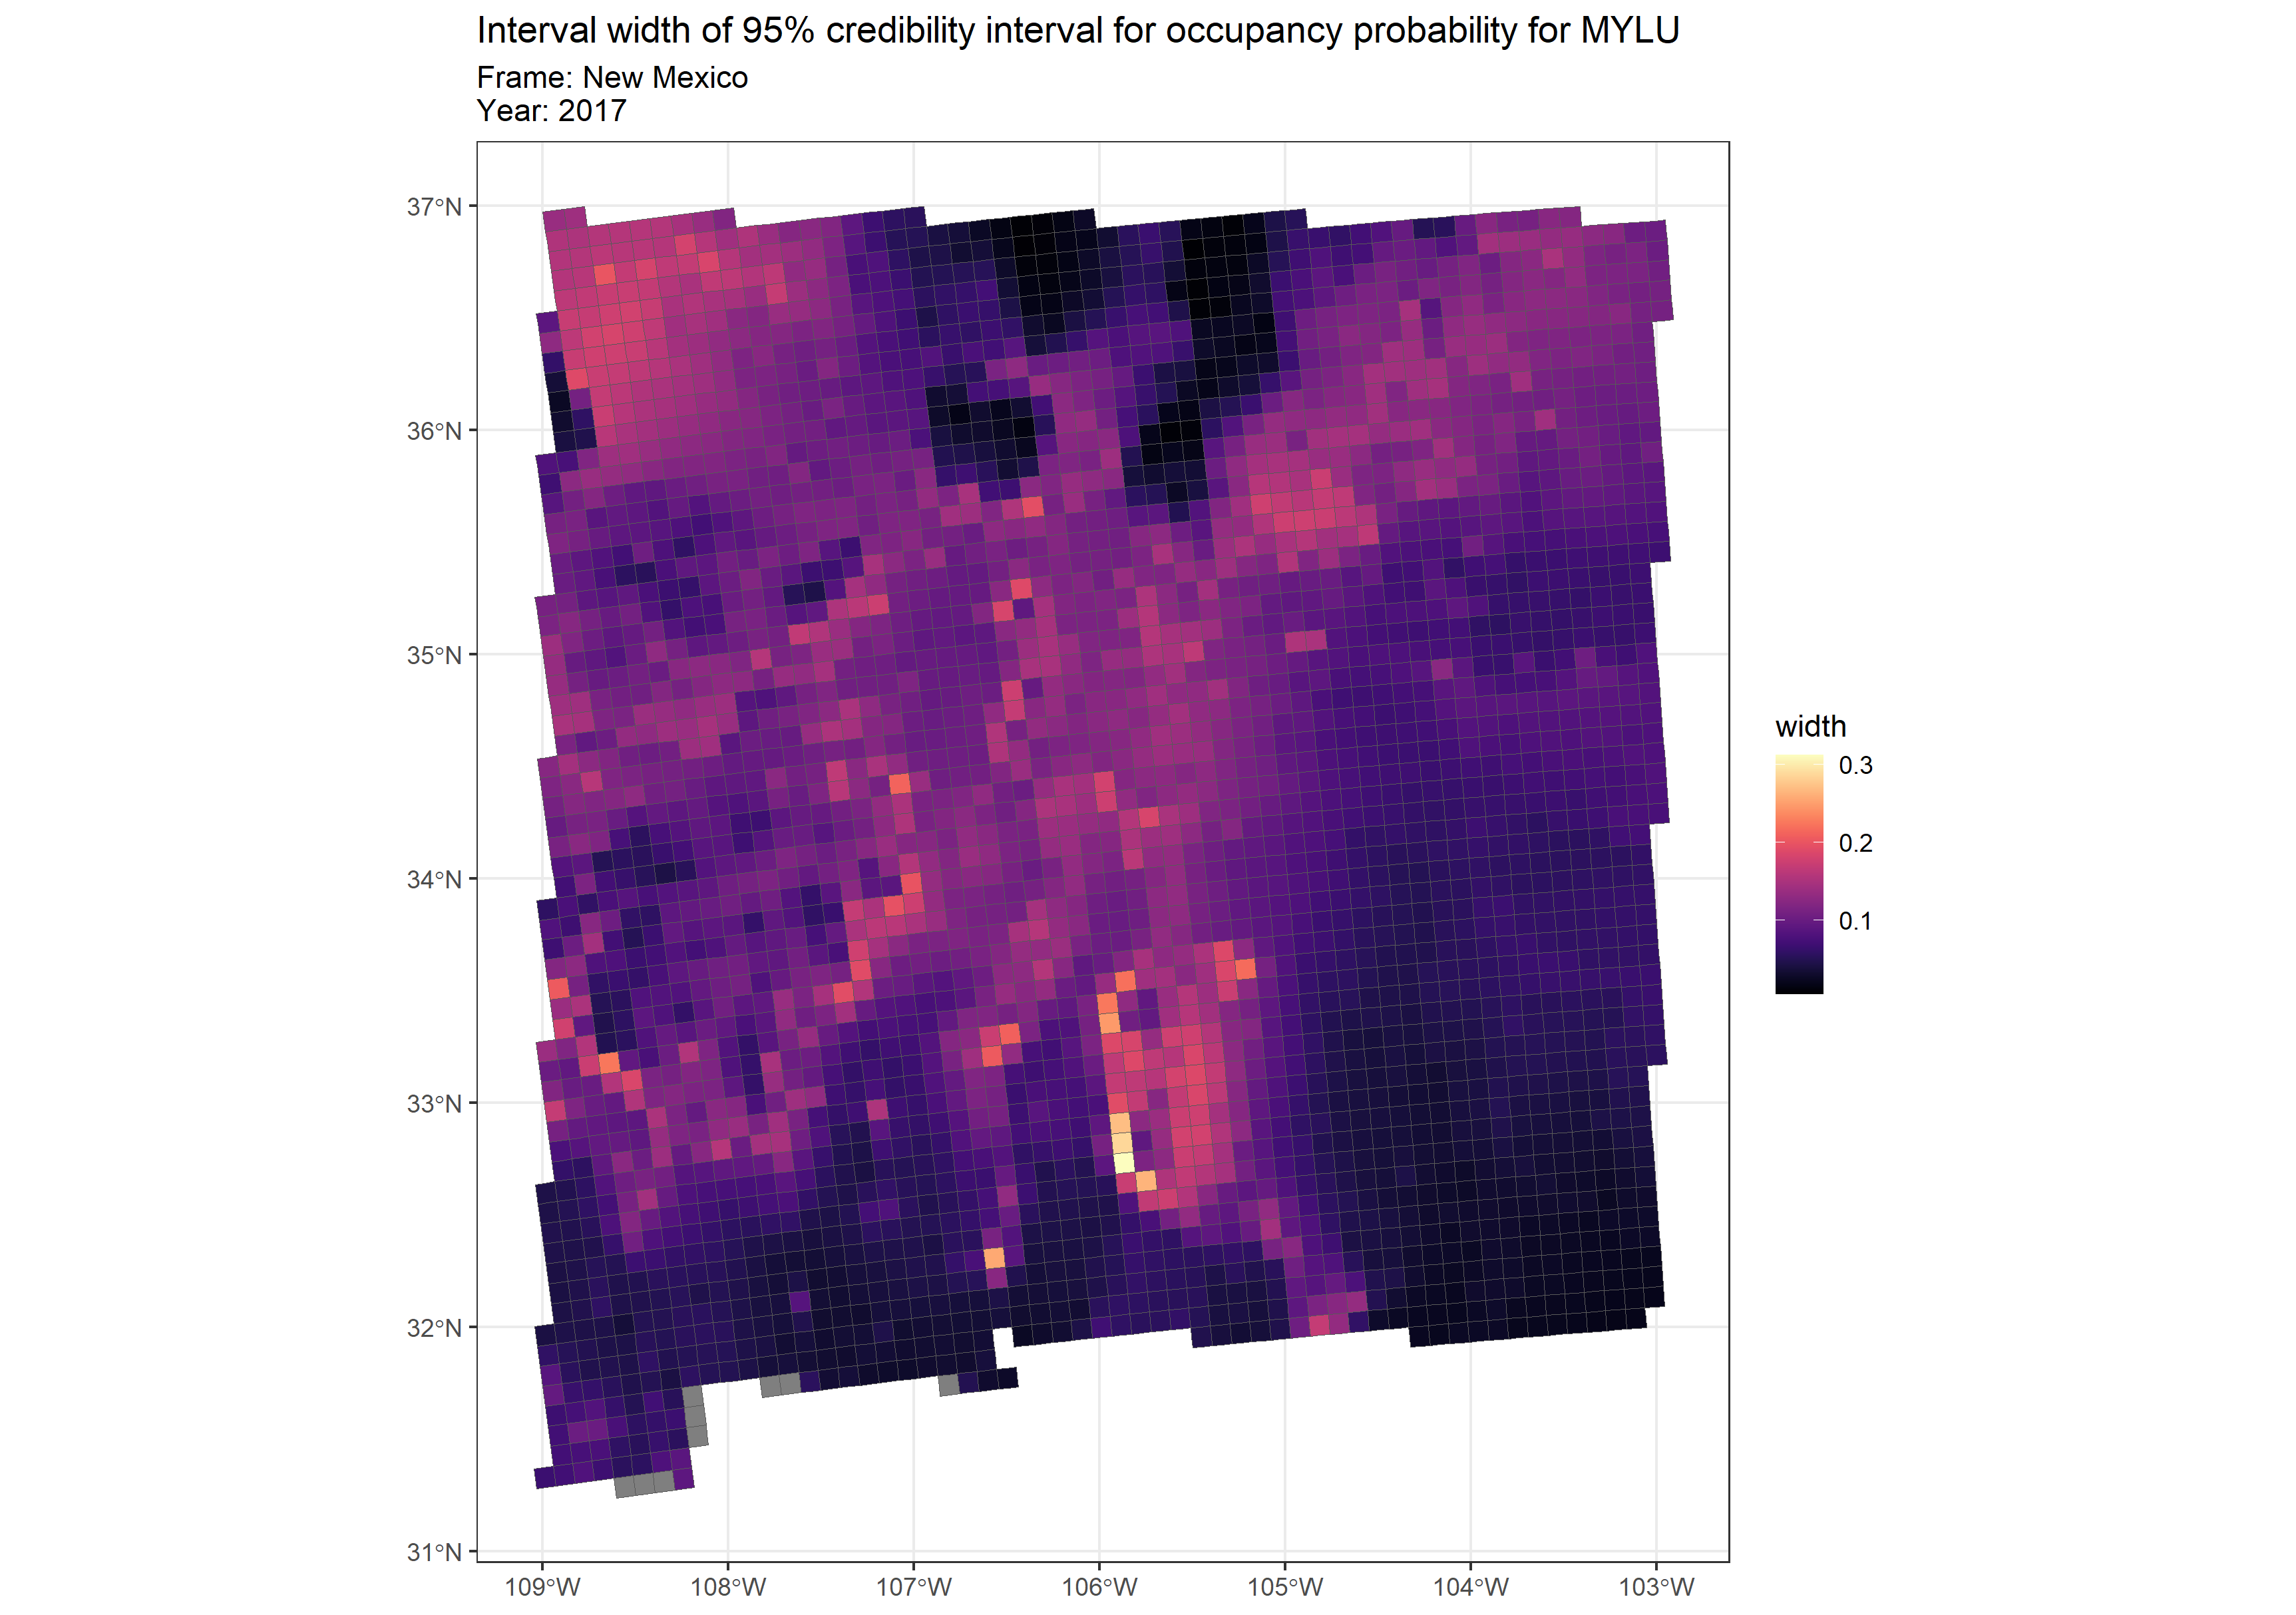 Interval width of 95% credibility interval for occupancy probability for MYLU
Frame: New Mexico
Year: 2017
37°N
36°N
35°N
34°N
33°N
32°N
31°N
109°W
108°W
107°W
106°W
105°W
104°W
103°W
width
0.3
0.2
0.1